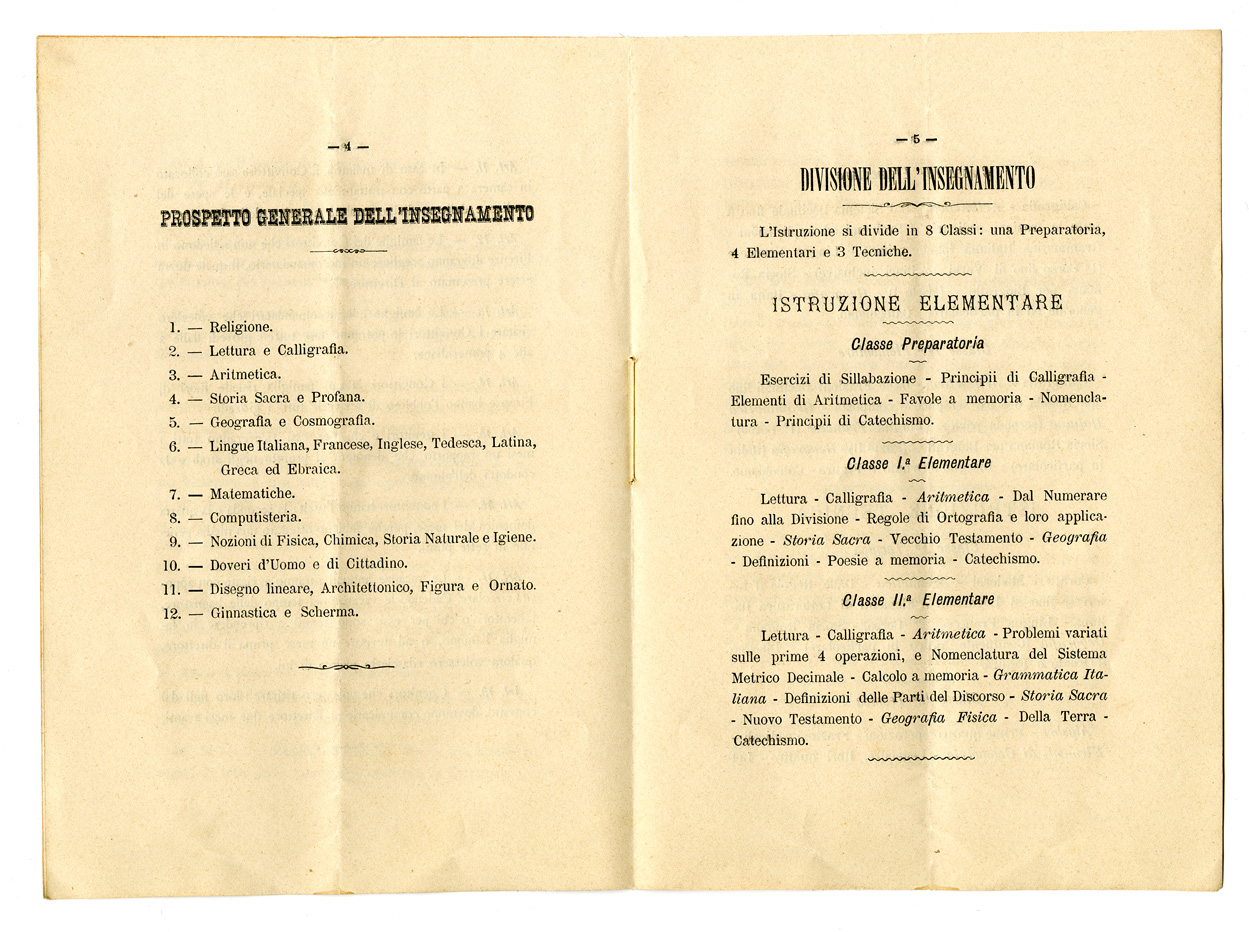 — 4 —
PROSPETTO GENERALE DELL'INSEGNAMENTO
1. — Religione.
2. — Lettura e Calligrafia.
3. — Aritmetica.
4. — Storia Sacra e Profana.
5. — Geografia e Cosmografia.
6. — Lingue Italiana, Francese, Inglese, Tedesca, Latina,
Greca ed Ebraica.
7. — Matematiche.
8. — Computisteria.
9. — Nozioni di Fisica, Chimica, Storia Naturale e Igiene.
10. — Doveri d'Uomo e di Cittadino.
11. — Disegno lineare, Architettonico, Figura e Ornato.
12. — Ginnastica e Scherma.
— 5 —
DIVISIONE DELL'INSEGNAMENTO
L'Istruzione si divide in 8 Classi: una Preparatoria,
4 Elementari e 3 Tecniche.
ISTRUZIONE ELEMENTARE
Classe Preparatoria
Esercizi di Sillabazione - Principii di Calligrafia -
Elementi di Aritmetica - Favole a memoria - Nomencla-
tura - Principii di Catechismo.
Classe I.ª Elementare
Lettura - Calligrafia - Aritmetica - Dal Numerare
fino alla Divisione - Regole di Ortografia e loro applica-
zione - Storia Sacra - Vecchio Testamento - Geografia
- Definizioni - Poesie a memoria - Catechismo.
Classe II.ª Elementare
Lettura - Calligrafia - Aritmetica - Problemi variati
sulle prime 4 operazioni, e Nomenclatura del Sistema
Metrico Decimale - Calcolo a memoria - Grammatica Ita-
liana - Definizioni delle Parti del Discorso - Storia Sacra
- Nuovo Testamento - Geografia Fisica - Della Terra -
Catechismo.